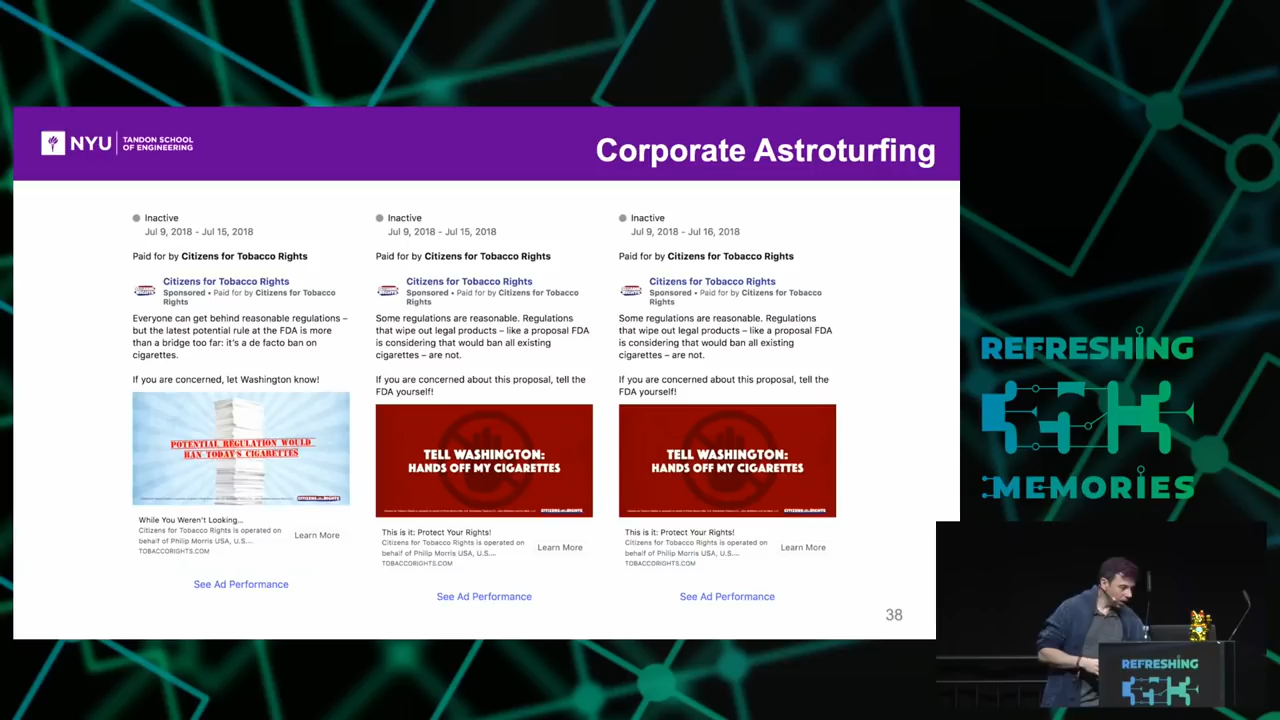 NYU
TANDON SCHOOL
OF ENGINEERING
Corporate Astroturfing
Inactive
Jul 9, 2018 - Jul 15, 2018
Paid for by Citizens for Tobacco Rights
Citizens for Tobacco Rights
Sponsored • Paid for by Citizens for Tobacco
Rights
Everyone can get behind reasonable regulations –
but the latest potential rule at the FDA is more
than a bridge too far: it's a de facto ban on
cigarettes.
If you are concerned, let Washington know!
POTENTIAL REGULATION WOULD
BAN TODAY'S CIGARETTES
While You Weren't Looking...
Citizens for Tobacco Rights is operated on
behalf of Philip Morris USA, U.S....
TOBACCORIGHTS.COM
Learn More
See Ad Performance
Inactive
Jul 9, 2018 - Jul 15, 2018
Paid for by Citizens for Tobacco Rights
Citizens for Tobacco Rights
Sponsored • Paid for by Citizens for Tobacco
Rights
Some regulations are reasonable. Regulations
that wipe out legal products – like a proposal FDA
is considering that would ban all existing
cigarettes – are not.
If you are concerned about this proposal, tell the
FDA yourself!
TELL WASHINGTON:
HANDS OFF MY CIGARETTES
This is it: Protect Your Rights!
Citizens for Tobacco Rights is operated on
behalf of Philip Morris USA, U.S....
TOBACCORIGHTS.COM
Learn More
See Ad Performance
Inactive
Jul 9, 2018 - Jul 16, 2018
Paid for by Citizens for Tobacco Rights
Citizens for Tobacco Rights
Sponsored • Paid for by Citizens for Tobacco
Rights
Some regulations are reasonable. Regulations
that wipe out legal products – like a proposal FDA
is considering that would ban all existing
cigarettes – are not.
If you are concerned about this proposal, tell the
FDA yourself!
TELL WASHINGTON:
HANDS OFF MY CIGARETTES
This is it: Protect Your Rights!
Citizens for Tobacco Rights is operated on
behalf of Philip Morris USA, U.S....
TOBACCORIGHTS.COM
Learn More
See Ad Performance
38
REFRESHING
MEMORIES
REFRESHING